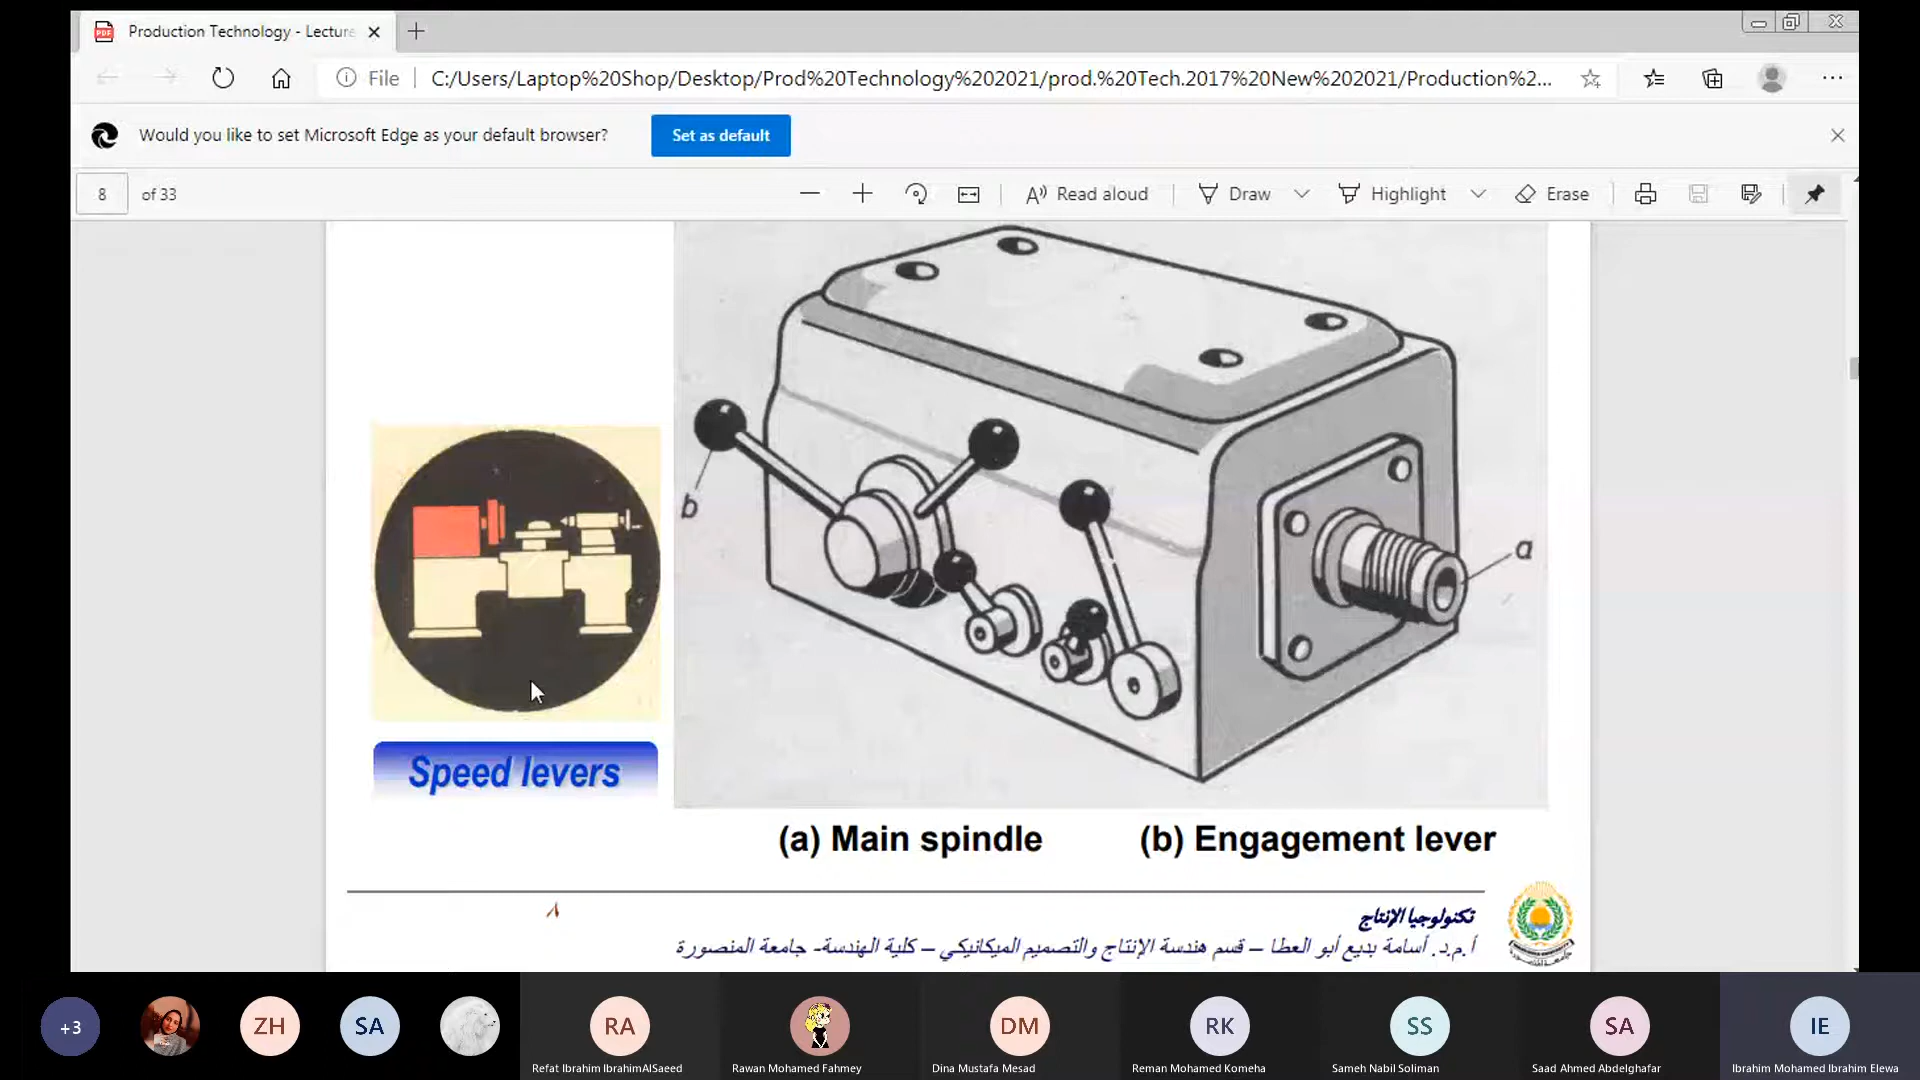 Production Technology - Lecture
File
C:/Users/Laptop%20Shop/Desktop/Prod%20Technology%202021/prod.%20Tech.2017%20New%202021/Production%2...
Would you like to set Microsoft Edge as your default browser?
Set as default
8 of 33
Read aloud
Draw
Highlight
Erase
b
a
Speed levers
(a) Main spindle (b) Engagement lever
٨
تكنولوجيا الإنتاج
أ.م.د. أسامة بديع أبو العطا – قسم هندسة الإنتاج والتصميم الميكانيكي – كلية الهندسة- جامعة المنصورة
+3
ZH
SA
RA
DM
RK
SS
SA
IE
Refat Ibrahim IbrahimAlSaeed
Rawan Mohamed Fahmey
Dina Mustafa Mesad
Reman Mohamed Komeha
Sameh Nabil Soliman
Saad Ahmed Abdelghafar
Ibrahim Mohamed Ibrahim Elewa